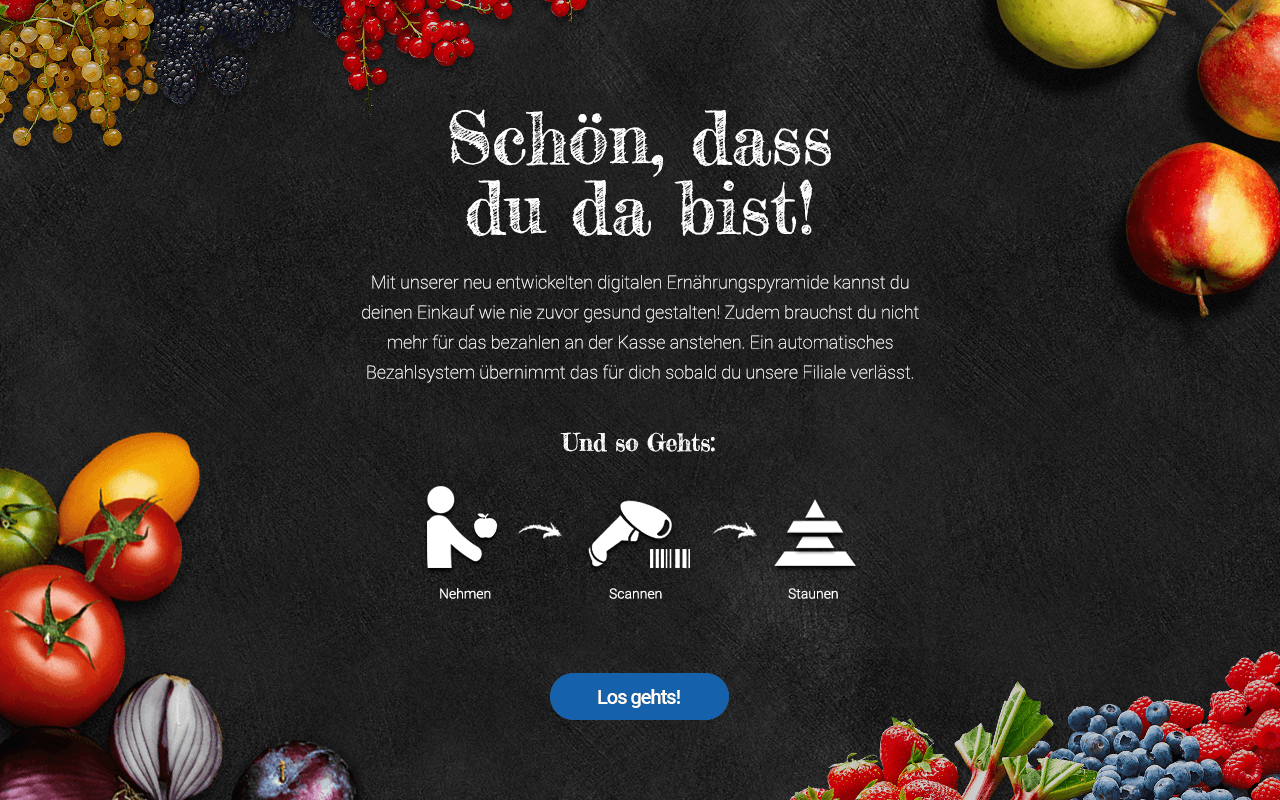 Schön, dass
du da bist!
Mit unserer neu entwickelten digitalen Ernährungspyramide kannst du
deinen Einkauf wie nie zuvor gesund gestalten! Zudem brauchst du nicht
mehr für das bezahlen an der Kasse anstehen. Ein automatisches
Bezahlsystem übernimmt das für dich sobald du unsere Filiale verlässt.
Und so Gehts:
Nehmen Scannen Staunen
Los gehts!